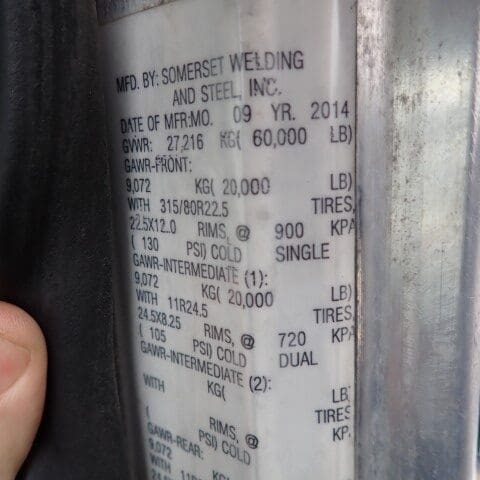 MFD. BY: SOMERSET WELDING
AND STEEL, INC.
DATE OF MFR:MO. 09 YR. 2014
GVWR: 27,216 KG( 60,000 LB)
GAWR-FRONT:
9,072 KG( 20,000 LB)
WITH 315/80R22.5 TIRES,
22.5X12.0 RIMS, @ 900 KPA
( 130 PSI) COLD SINGLE
GAWR-INTERMEDIATE (1):
9,072 KG( 20,000 LB)
WITH 11R24.5 TIRES,
24.5X8.25 RIMS, @ 720 KPA
( 105 PSI) COLD DUAL
GAWR-INTERMEDIATE (2):
KG( LB)
WITH TIRES
RIMS, @ KP
( PSI) COLD
GAWR-REAR:
9,072
WITH